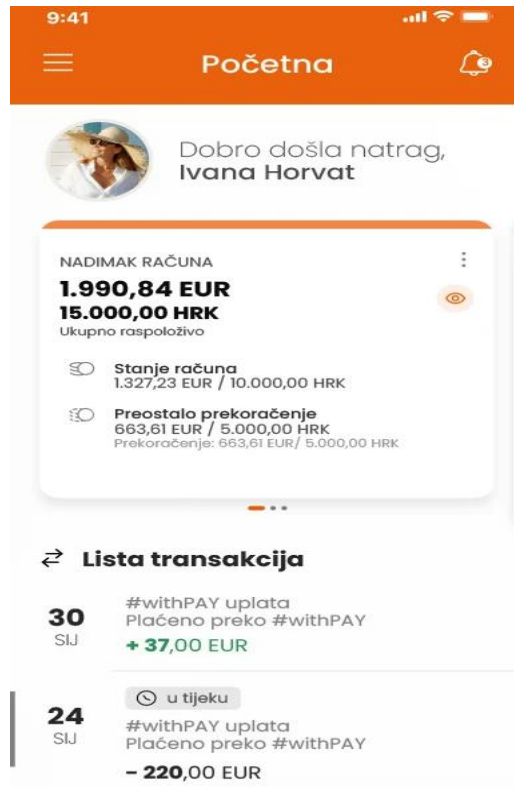 9:41
Početna
3
Dobro došla natrag,
Ivana Horvat
NADIMAK RAČUNA
1.990,84 EUR
15.000,00 HRK
Ukupno raspoloživo
Stanje računa
1.327,23 EUR / 10.000,00 HRK
Preostalo prekoračenje
663,61 EUR / 5.000,00 HRK
Prekoračenje: 663,61 EUR/ 5.000,00 HRK
Lista transakcija
30
SIJ
#withPAY uplata
Plaćeno preko #withPAY
+ 37,00 EUR
u tijeku
24
SIJ
#withPAY uplata
Plaćeno preko #withPAY
– 220,00 EUR